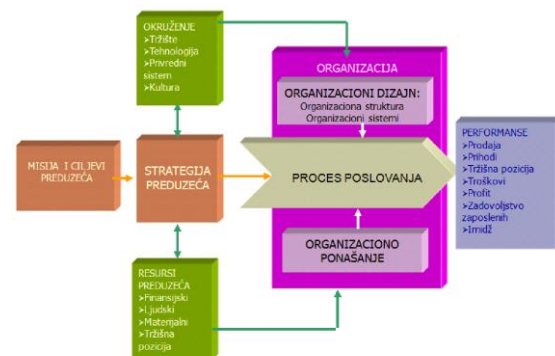 OKRUŽENJE
➤Tržište
➤Tehnologija
➤Privredni
sistem
➤Kultura
MISIJA I CILJEVI
PREDUZEĆA
STRATEGIJA
PREDUZEĆA
RESURSI
PREDUZEĆA
➤Finansijski
➤Ljudski
➤Materijalni
➤Tržišna
pozicija
ORGANIZACIJA
ORGANIZACIONI DIZAJN:
Organizaciona struktura
Organizacioni sistemi
PROCES POSLOVANJA
ORGANIZACIONO
PONAŠANJE
PERFORMANSE
➤Prodaja
➤Prihodi
➤Tržišna pozicija
➤Troškovi
➤Profit
➤Zadovoljstvo
zaposlenih
➤Imidž